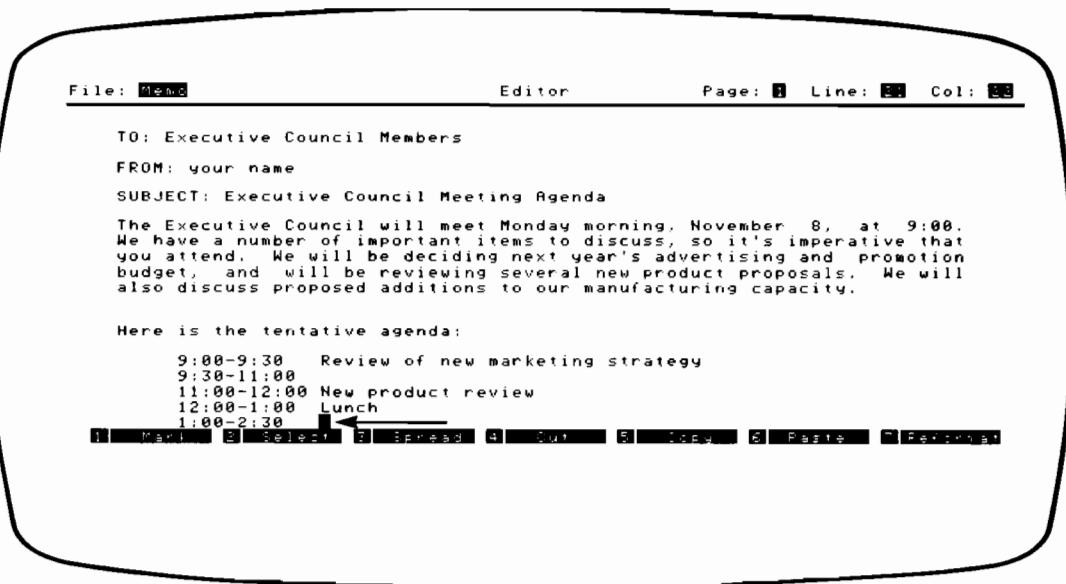 File: Memo Editor Page: 1 Line: Col:
TO: Executive Council Members
FROM: your name
SUBJECT: Executive Council Meeting Agenda
The Executive Council will meet Monday morning, November 8, at 9:00.
We have a number of important items to discuss, so it's imperative that
you attend. We will be deciding next year's advertising and promotion
budget, and will be reviewing several new product proposals. We will
also discuss proposed additions to our manufacturing capacity.
Here is the tentative agenda:
9:00-9:30 Review of new marketing strategy
9:30-11:00
11:00-12:00 New product review
12:00-1:00 Lunch
1:00-2:30
1 Mark 2 Select 3 Spread 4 Cut 5 Copy 6 Paste 7 Reformat